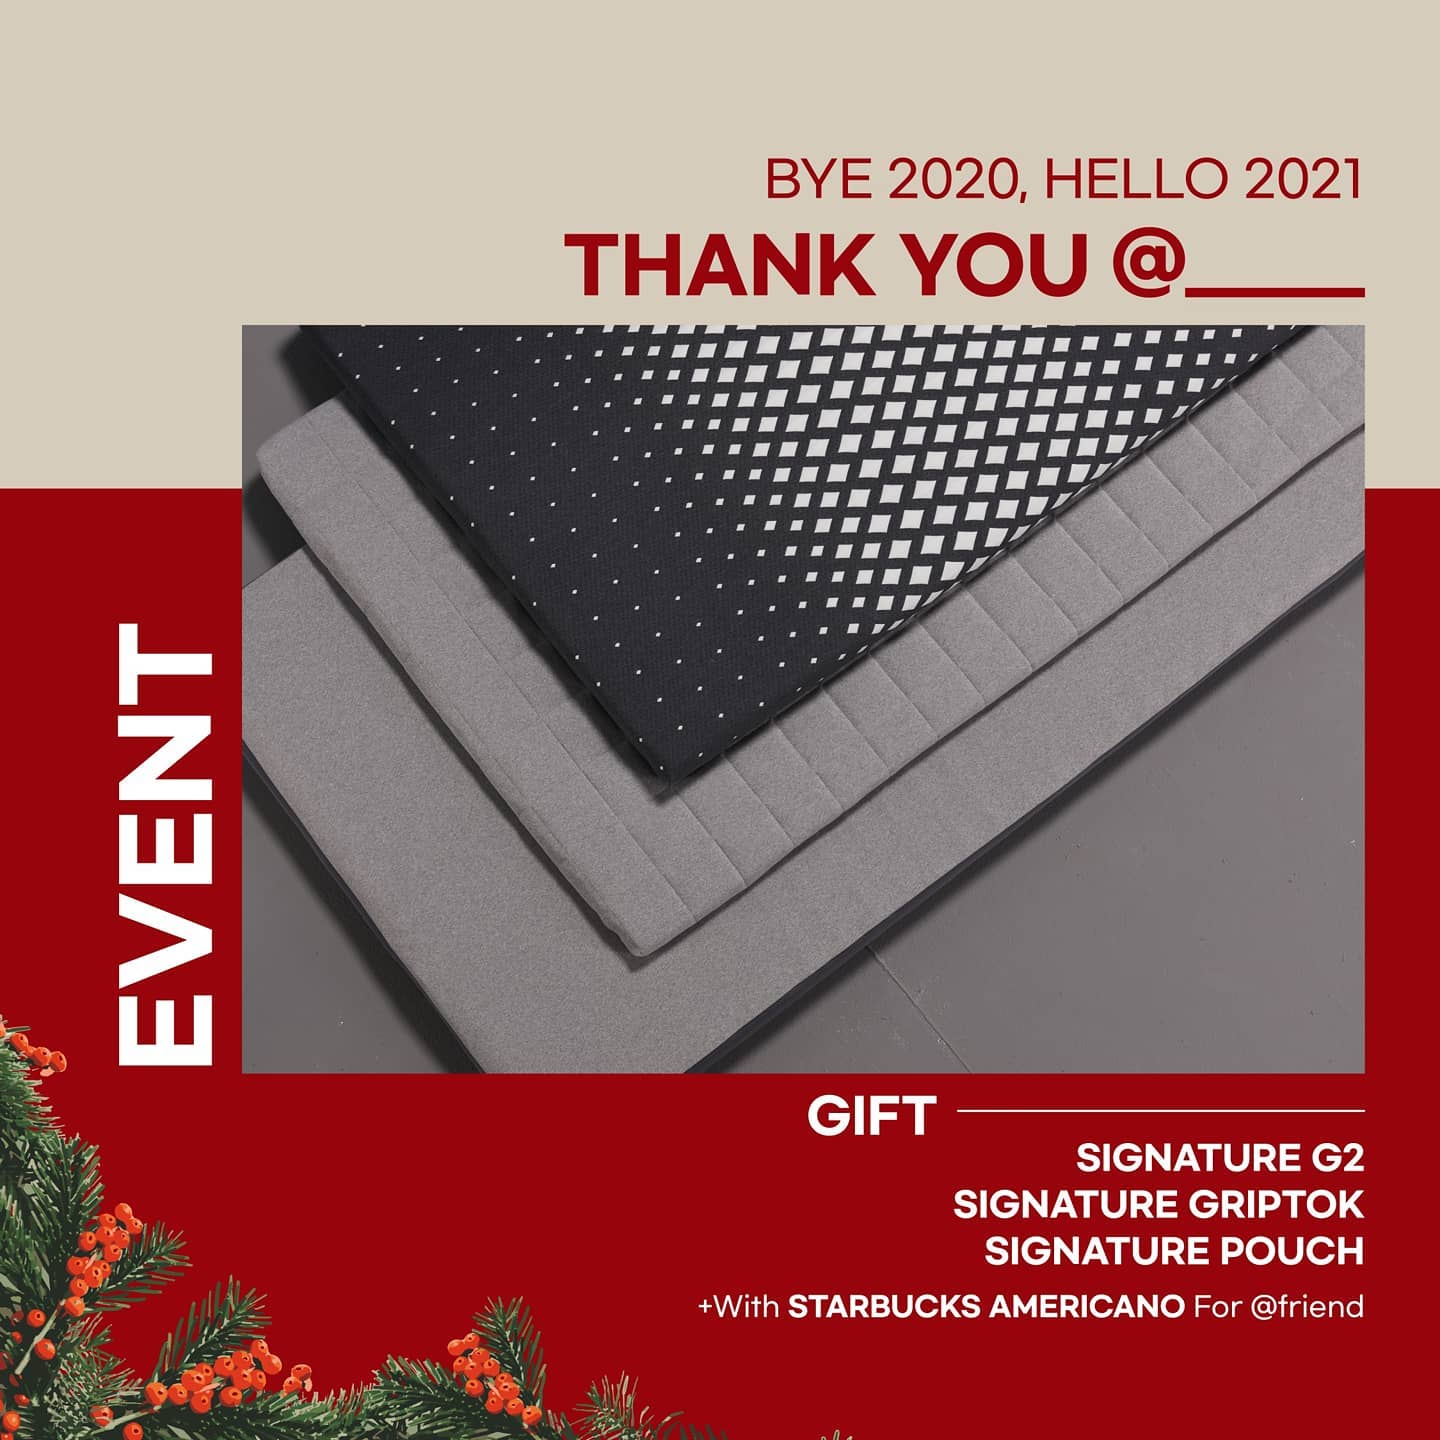 BYE 2020, HELLO 2021
THANK YOU @____
EVENT
GIFT
SIGNATURE G2
SIGNATURE GRIPTOK
SIGNATURE POUCH
+With STARBUCKS AMERICANO For @friend